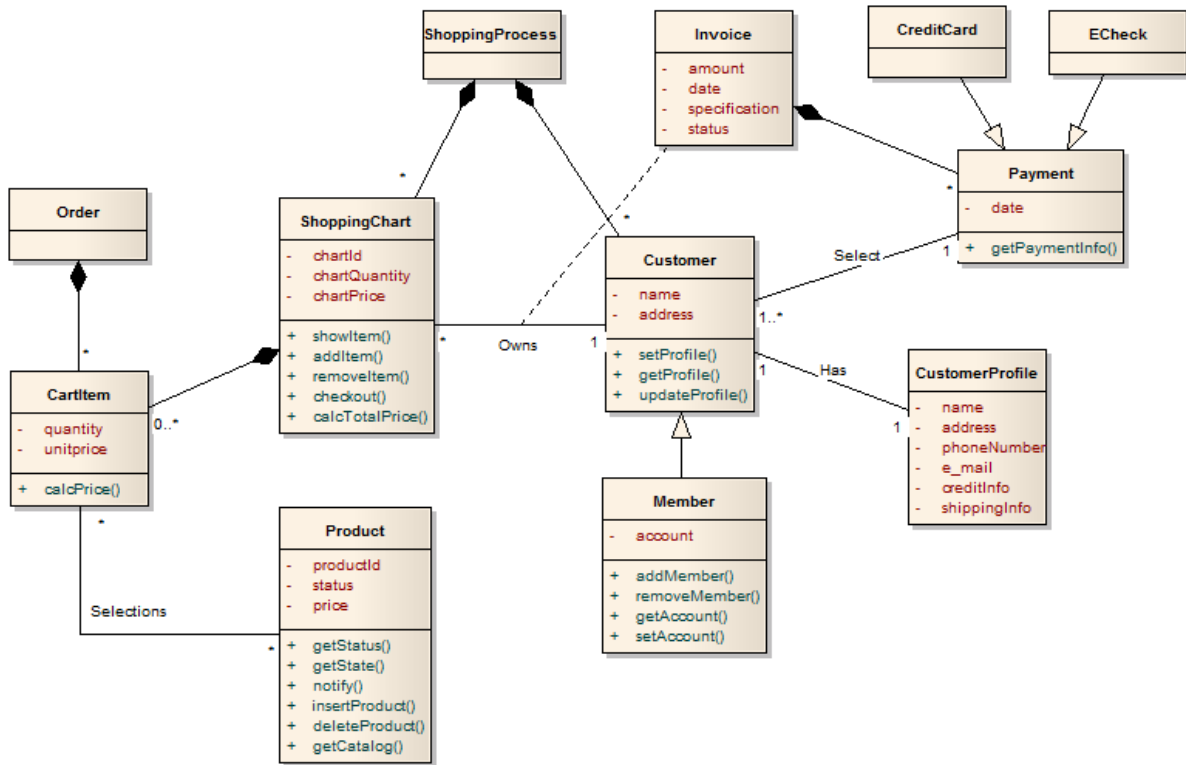 ShoppingProcess
Invoice
- amount
- date
- specification
- status
CreditCard
ECheck
Payment
- date
+ getPaymentInfo()
*
*
*
Order
ShoppingChart
- chartId
- chartQuantity
- chartPrice
+ showItem()
+ addItem()
+ removeItem()
+ checkout()
+ calcTotalPrice()
Customer
- name
- address
+ setProfile()
+ getProfile()
+ updateProfile()
Select
1
1..*
*
Owns
1
Has
1
1
CustomerProfile
- name
- address
- phoneNumber
- e_mail
- creditInfo
- shippingInfo
*
CartItem
- quantity
- unitprice
+ calcPrice()
0..*
*
Selections
*
Product
- productId
- status
- price
+ getStatus()
+ getState()
+ notify()
+ insertProduct()
+ deleteProduct()
+ getCatalog()
Member
- account
+ addMember()
+ removeMember()
+ getAccount()
+ setAccount()